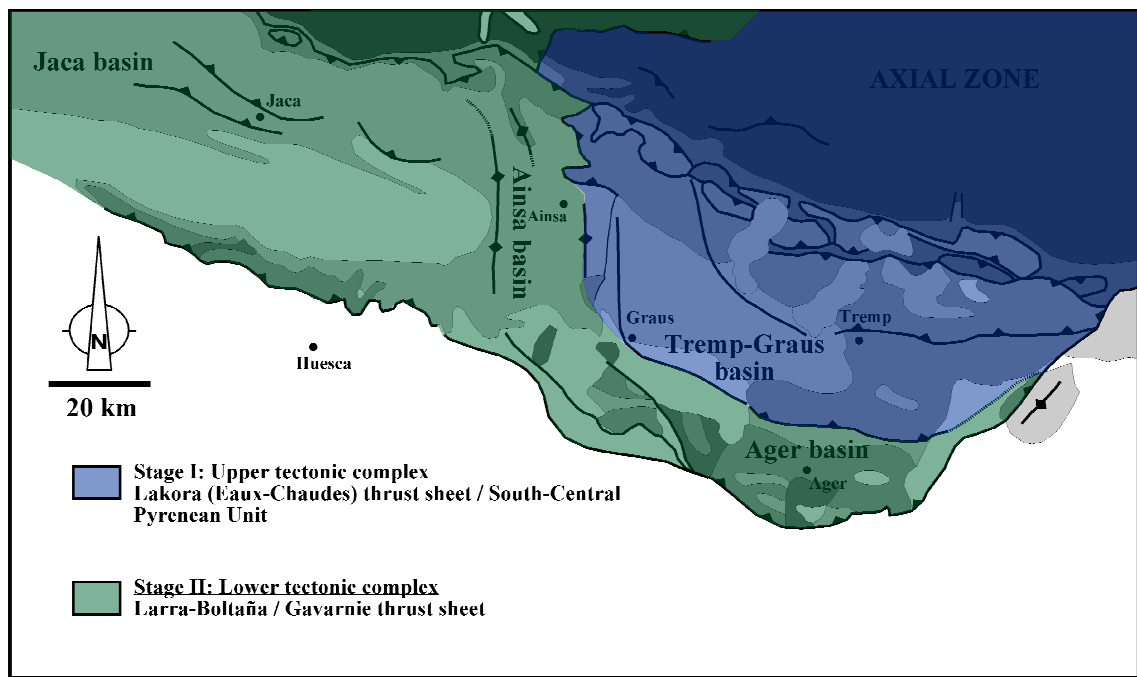 Jaca basin
AXIAL ZONE
Jaca
Ainsa basin
Ainsa
Graus
Tremp
Tremp-Graus
basin
N
Huesca
20 km
Ager basin
Ager
Stage I: Upper tectonic complex
Lakora (Eaux-Chaudes) thrust sheet / South-Central
Pyrenean Unit
Stage II: Lower tectonic complex
Larra-Boltaña / Gavarnie thrust sheet